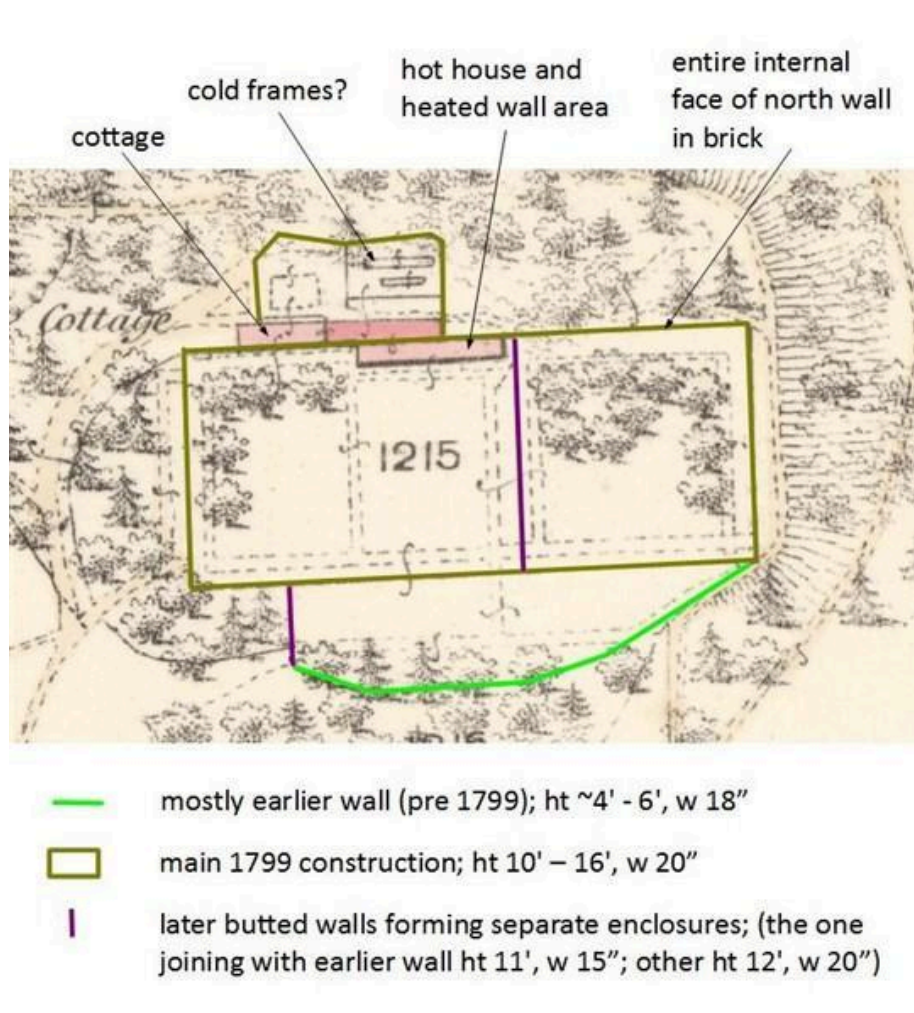 cold frames?
cottage
hot house and
heated wall area
entire internal
face of north wall
in brick
Cottage
1215
mostly earlier wall (pre 1799); ht ~4' - 6', w 18”
main 1799 construction; ht 10' – 16', w 20”
later butted walls forming separate enclosures; (the one
joining with earlier wall ht 11', w 15”; other ht 12', w 20”)